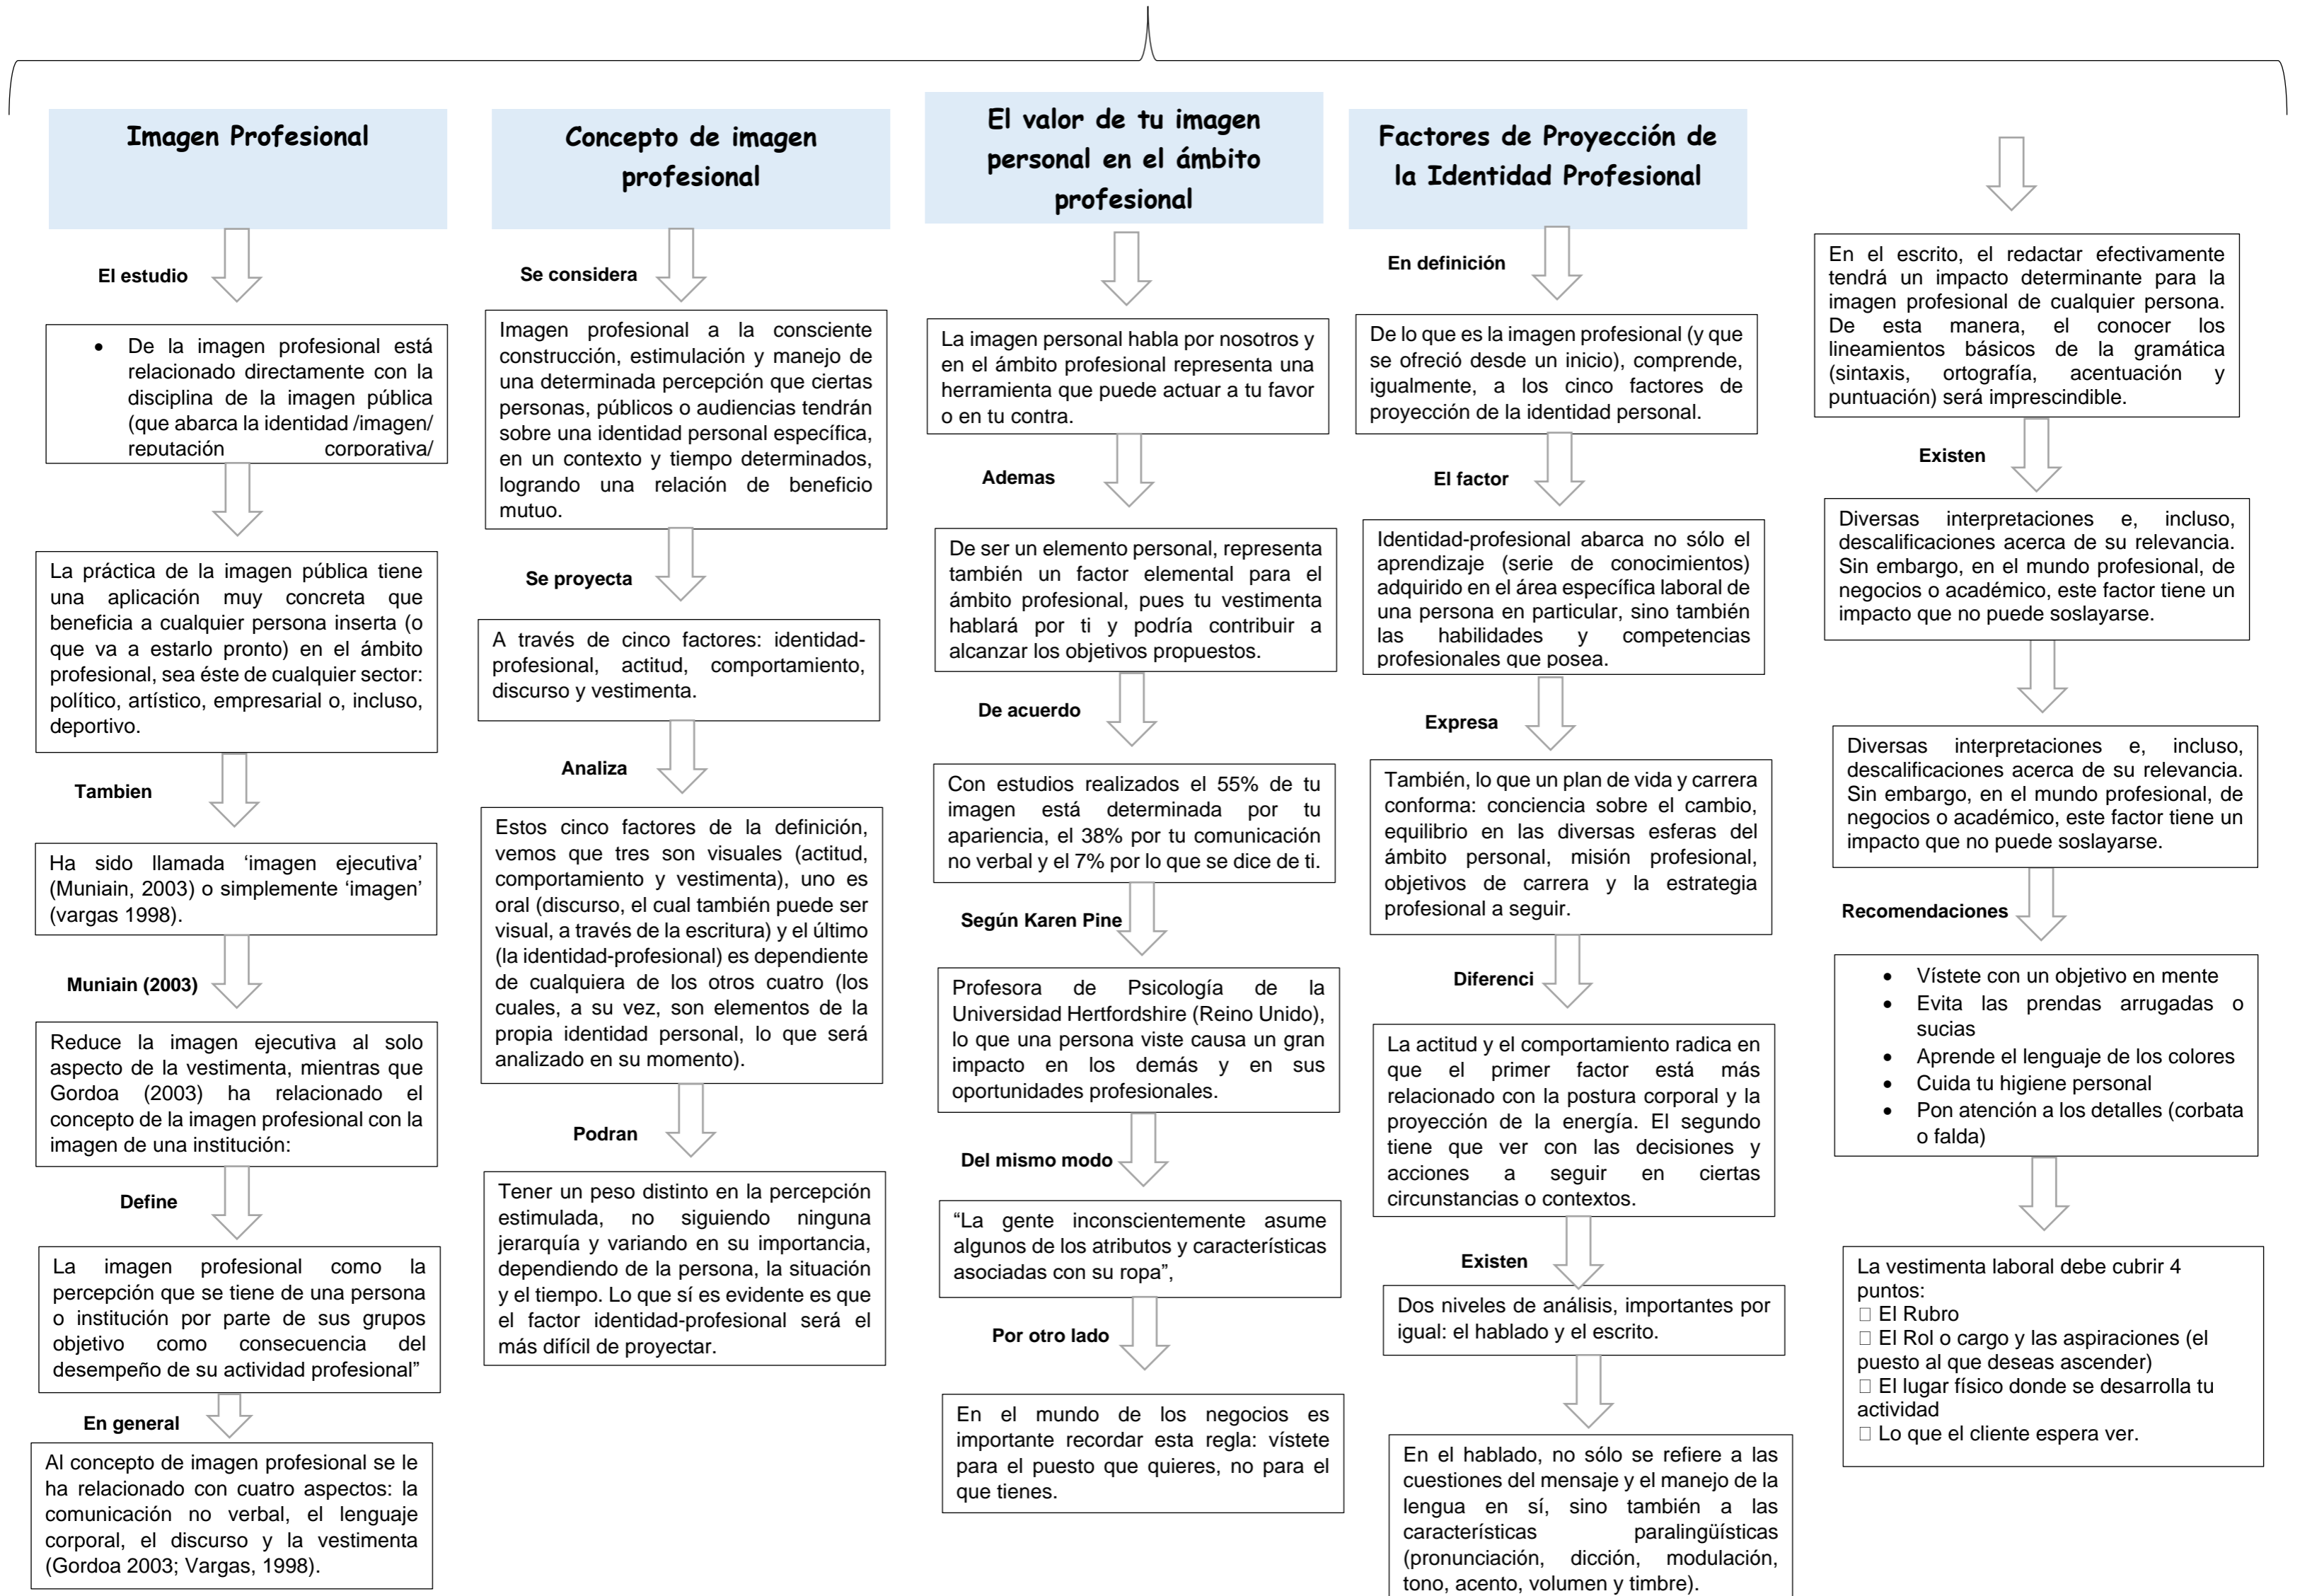 Imagen Profesional
El estudio
• De la imagen profesional está
relacionado directamente con la
disciplina de la imagen pública
(que abarca la identidad /imagen/
reputación corporativa/
La práctica de la imagen pública tiene
una aplicación muy concreta que
beneficia a cualquier persona inserta (o
que va a estarlo pronto) en el ámbito
profesional, sea éste de cualquier sector:
político, artístico, empresarial o, incluso,
deportivo.
Tambien
Ha sido llamada ‘imagen ejecutiva’
(Muniain, 2003) o simplemente ‘imagen’
(vargas 1998).
Muniain (2003)
Reduce la imagen ejecutiva al solo
aspecto de la vestimenta, mientras que
Gordoa (2003) ha relacionado el
concepto de la imagen profesional con la
imagen de una institución:
Define
La imagen profesional como la
percepción que se tiene de una persona
o institución por parte de sus grupos
objetivo como consecuencia del
desempeño de su actividad profesional”
En general
Al concepto de imagen profesional se le
ha relacionado con cuatro aspectos: la
comunicación no verbal, el lenguaje
corporal, el discurso y la vestimenta
(Gordoa 2003; Vargas, 1998).
Concepto de imagen
profesional
Se considera
Imagen profesional a la consciente
construcción, estimulación y manejo de
una determinada percepción que ciertas
personas, públicos o audiencias tendrán
sobre una identidad personal específica,
en un contexto y tiempo determinados,
logrando una relación de beneficio
mutuo.
Se proyecta
A través de cinco factores: identidad-
profesional, actitud, comportamiento,
discurso y vestimenta.
Analiza
Estos cinco factores de la definición,
vemos que tres son visuales (actitud,
comportamiento y vestimenta), uno es
oral (discurso, el cual también puede ser
visual, a través de la escritura) y el último
(la identidad-profesional) es dependiente
de cualquiera de los otros cuatro (los
cuales, a su vez, son elementos de la
propia identidad personal, lo que será
analizado en su momento).
Podran
Tener un peso distinto en la percepción
estimulada, no siguiendo ninguna
jerarquía y variando en su importancia,
dependiendo de la persona, la situación
y el tiempo. Lo que sí es evidente es que
el factor identidad-profesional será el
más difícil de proyectar.
El valor de tu imagen
personal en el ámbito
profesional
La imagen personal habla por nosotros y
en el ámbito profesional representa una
herramienta que puede actuar a tu favor
o en tu contra.
Ademas
De ser un elemento personal, representa
también un factor elemental para el
ámbito profesional, pues tu vestimenta
hablará por ti y podría contribuir a
alcanzar los objetivos propuestos.
De acuerdo
Con estudios realizados el 55% de tu
imagen está determinada por tu
apariencia, el 38% por tu comunicación
no verbal y el 7% por lo que se dice de ti.
Según Karen Pine
Profesora de Psicología de la
Universidad Hertfordshire (Reino Unido),
lo que una persona viste causa un gran
impacto en los demás y en sus
oportunidades profesionales.
Del mismo modo
“La gente inconscientemente asume
algunos de los atributos y características
asociadas con su ropa”,
Por otro lado
En el mundo de los negocios es
importante recordar esta regla: vístete
para el puesto que quieres, no para el
que tienes.
Factores de Proyección de
la Identidad Profesional
En definición
De lo que es la imagen profesional (y que
se ofreció desde un inicio), comprende,
igualmente, a los cinco factores de
proyección de la identidad personal.
El factor
Identidad-profesional abarca no sólo el
aprendizaje (serie de conocimientos)
adquirido en el área específica laboral de
una persona en particular, sino también
las habilidades y competencias
profesionales que posea.
Expresa
También, lo que un plan de vida y carrera
conforma: conciencia sobre el cambio,
equilibrio en las diversas esferas del
ámbito personal, misión profesional,
objetivos de carrera y la estrategia
profesional a seguir.
Diferenci
La actitud y el comportamiento radica en
que el primer factor está más
relacionado con la postura corporal y la
proyección de la energía. El segundo
tiene que ver con las decisiones y
acciones a seguir en ciertas
circunstancias o contextos.
Existen
Dos niveles de análisis, importantes por
igual: el hablado y el escrito.
En el hablado, no sólo se refiere a las
cuestiones del mensaje y el manejo de la
lengua en sí, sino también a las
características paralingüísticas
(pronunciación, dicción, modulación,
tono, acento, volumen y timbre).
En el escrito, el redactar efectivamente
tendrá un impacto determinante para la
imagen profesional de cualquier persona.
De esta manera, el conocer los
lineamientos básicos de la gramática
(sintaxis, ortografía, acentuación y
puntuación) será imprescindible.
Existen
Diversas interpretaciones e, incluso,
descalificaciones acerca de su relevancia.
Sin embargo, en el mundo profesional, de
negocios o académico, este factor tiene un
impacto que no puede soslayarse.
Diversas interpretaciones e, incluso,
descalificaciones acerca de su relevancia.
Sin embargo, en el mundo profesional, de
negocios o académico, este factor tiene un
impacto que no puede soslayarse.
Recomendaciones
• Vístete con un objetivo en mente
• Evita las prendas arrugadas o
sucias
• Aprende el lenguaje de los colores
• Cuida tu higiene personal
• Pon atención a los detalles (corbata
o falda)
La vestimenta laboral debe cubrir 4
puntos:
□ El Rubro
□ El Rol o cargo y las aspiraciones (el
puesto al que deseas ascender)
□ El lugar físico donde se desarrolla tu
actividad
□ Lo que el cliente espera ver.